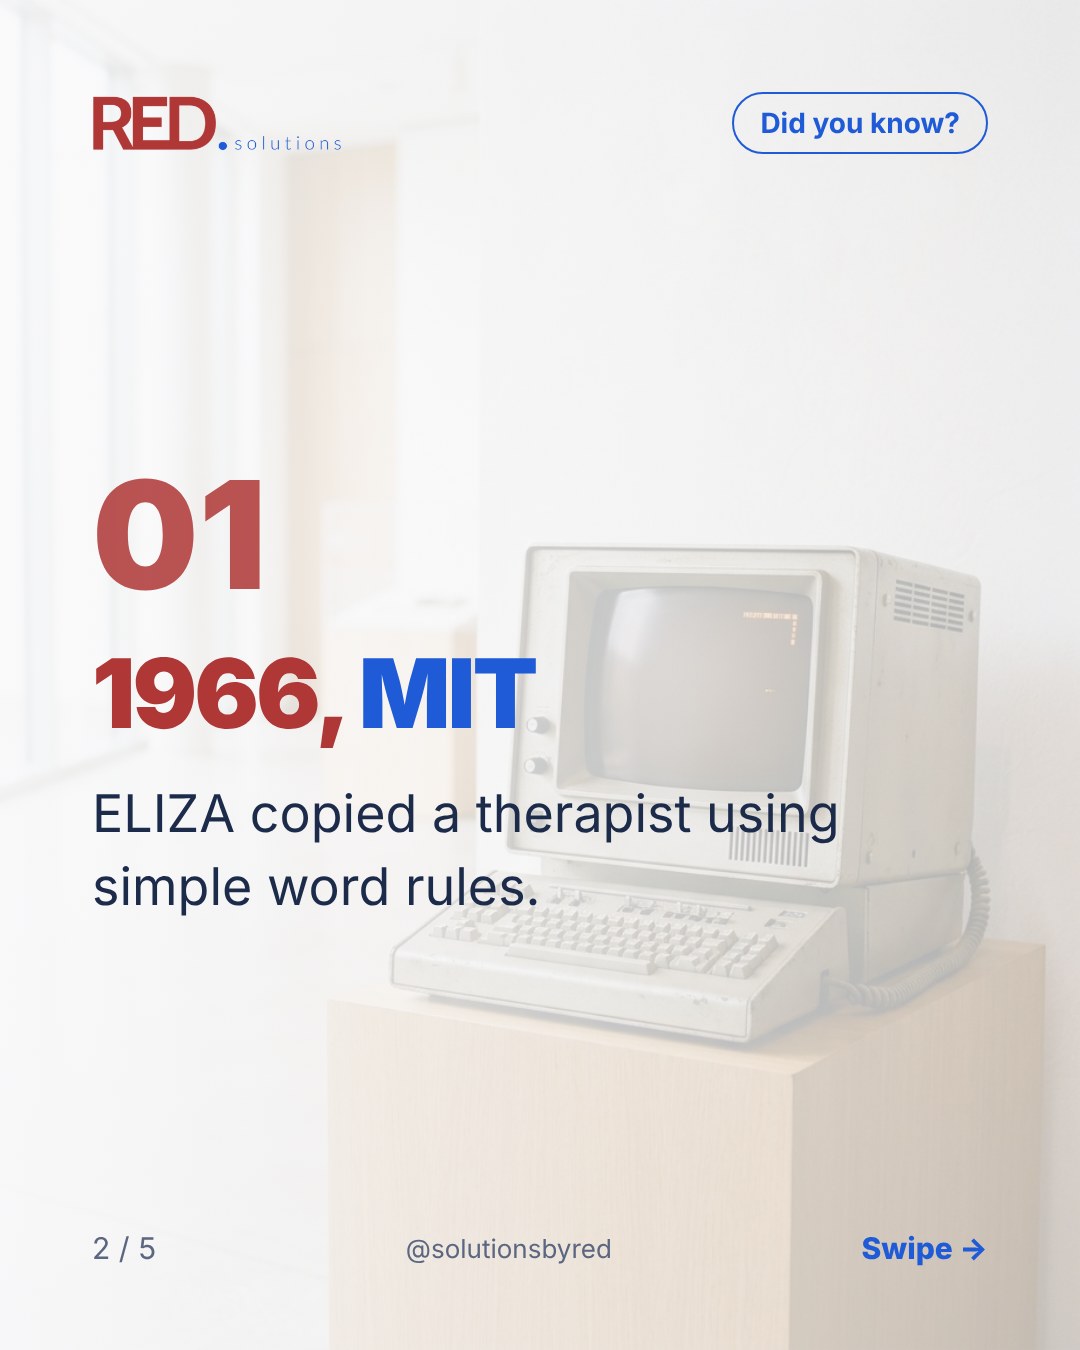 RED.solutions
Did you know?
01
1966, MIT
ELIZA copied a therapist using
simple word rules.
2 / 5
@solutionsbyred
Swipe →